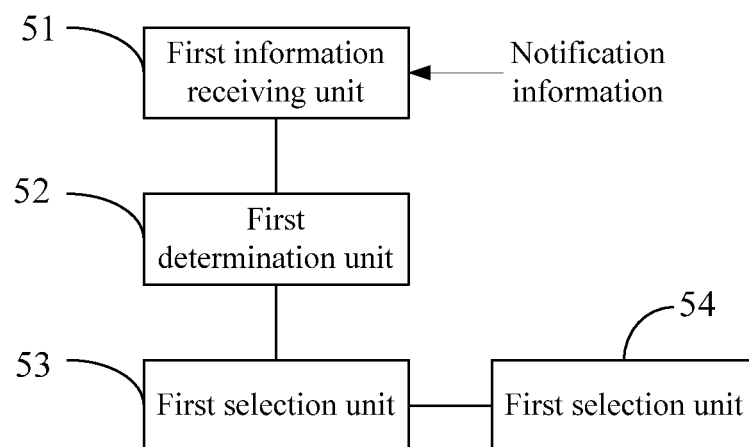 51
First information
receiving unit
Notification
information
52
First
determination unit
53
First selection unit
54
First selection unit